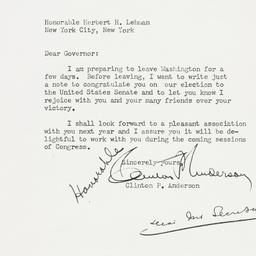 Honorable Herbert H. Lehman
New York City, New York
Dear Governor:
I am preparing to leave Washington for a
few days. Before leaving, I want to write just
a note to congratulate you on our election to
the United States Senate and to let you know I
rejoice with you and your many friends over your
victory.
I shall look forward to a pleasant association
with you next year and I assure you it will be de-
lightful to work with you during the coming sessions
of Congress.
Sincerely yours,
Honorable Clinton P Anderson
Clinton P. Anderson